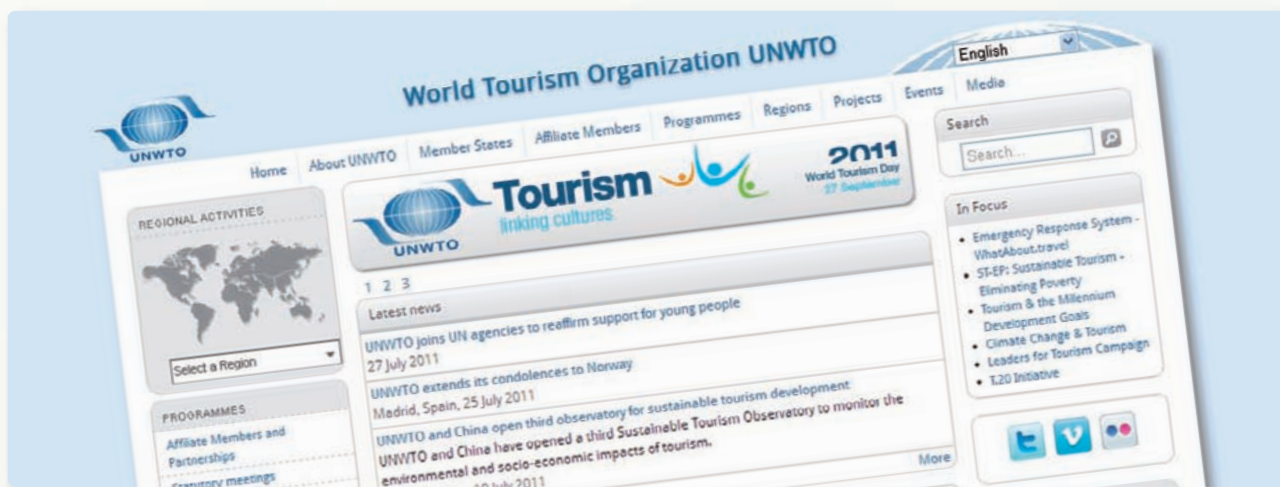 World Tourism Organization UNWTO
English
UNWTO
Home
About UNWTO
Member States
Affiliate Members
Programmes
Regions
Projects
Events
Media
REGIONAL ACTIVITIES
Select a Region
PROGRAMMES
Affiliate Members and
Partnerships
Statutory meetings
UNWTO
Tourism
linking cultures
2011
World Tourism Day
27 September
1 2 3
Latest news
UNWTO joins UN agencies to reaffirm support for young people
27 July 2011
UNWTO extends its condolences to Norway
Madrid, Spain, 25 July 2011
UNWTO and China open third observatory for sustainable tourism development
UNWTO and China have opened a third Sustainable Tourism Observatory to monitor the
environmental and socio-economic impacts of tourism.
July 2011
More
Search
Search...
In Focus
Emergency Response System -
WhatAbout.travel
ST-EP: Sustainable Tourism -
Eliminating Poverty
Tourism & the Millennium
Development Goals
Climate Change & Tourism
Leaders for Tourism Campaign
T.20 Initiative